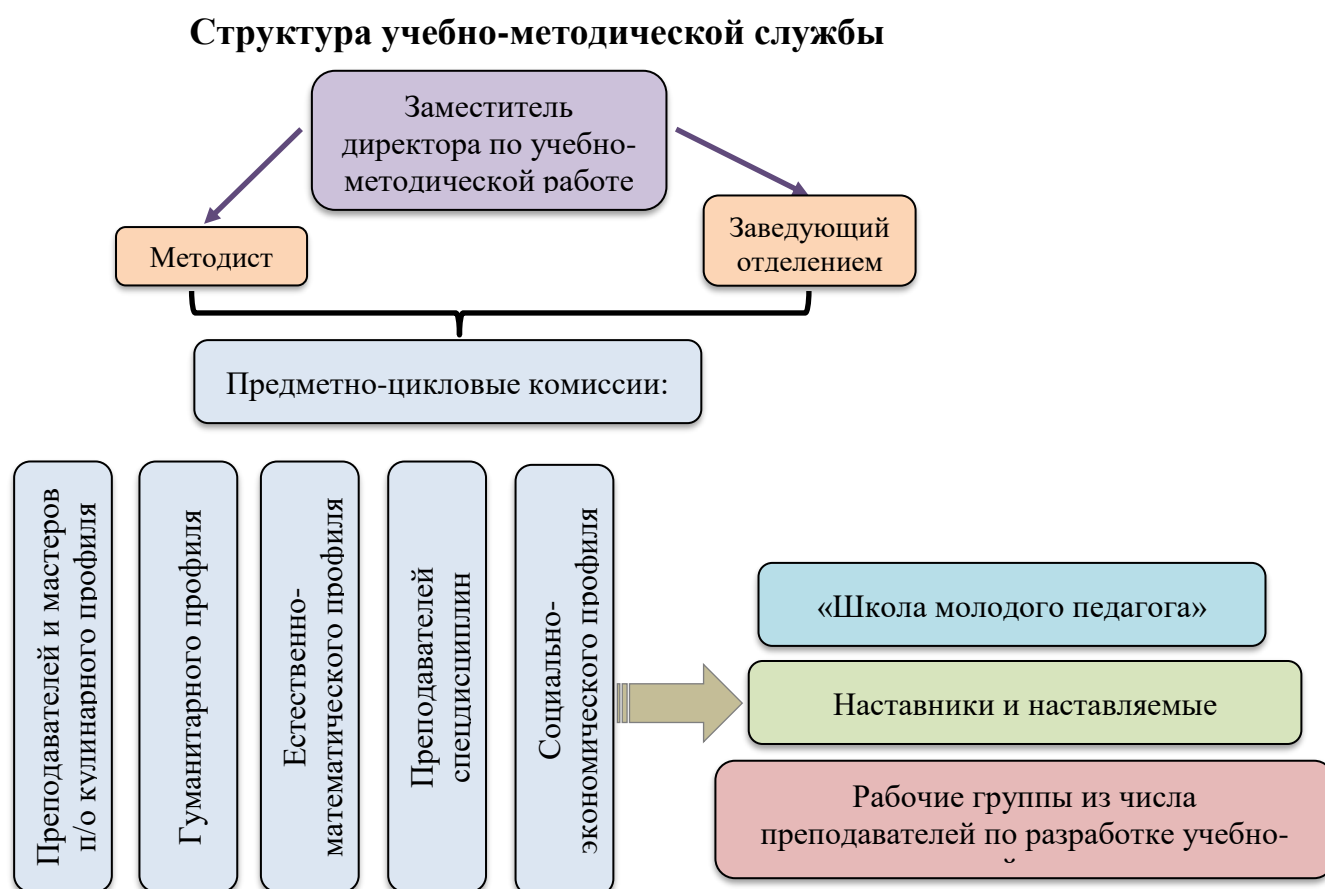 Структура учебно-методической службы
Заместитель
директора по учебно-
методической работе
Методист
Заведующий
отделением
Предметно-цикловые комиссии:
Преподавателей и мастеров
п/о кулинарного профиля
Гуманитарного профиля
Естественно-
математического профиля
Преподавателей
спецдисциплин
Социально-
экономического профиля
«Школа молодого педагога»
Наставники и наставляемые
Рабочие группы из числа
преподавателей по разработке учебно-